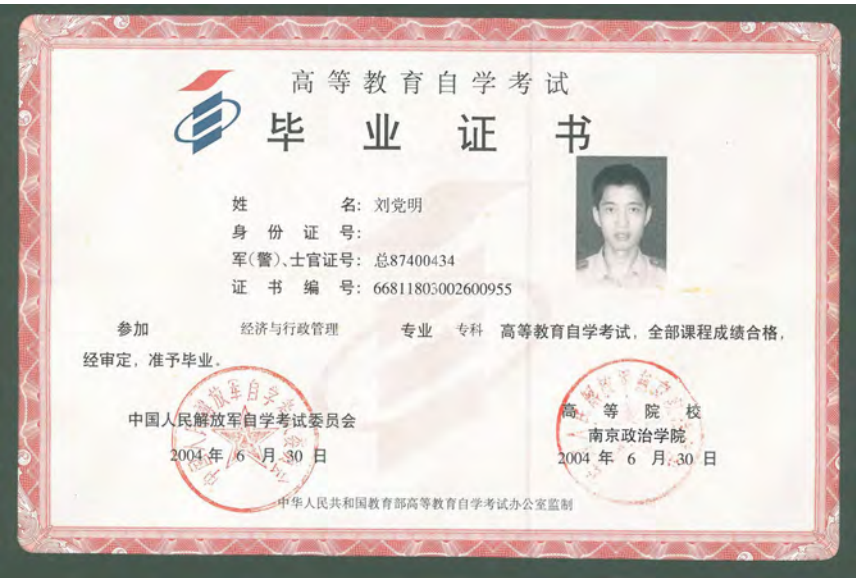 高等教育自学考试
毕业证书
姓名：刘党明
身份证号：
军(警)、士官证号：总87400434
证书编号：66811803002600955
参加 经济与行政管理 专业 专科 高等教育自学考试，全部课程成绩合格，
经审定，准予毕业。
中国人民解放军自学考试委员会
2004 年 6 月 30 日
高等院校
南京政治学院
2004 年 6 月 30 日
中华人民共和国教育部高等教育自学考试办公室监制